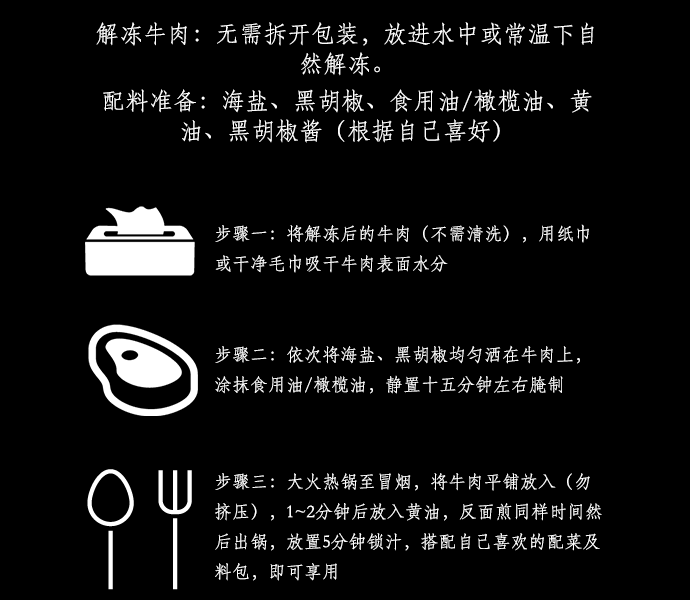 解冻牛肉：无需拆开包装，放进水中或常温下自
然解冻。
配料准备：海盐、黑胡椒、食用油/橄榄油、黄
油、黑胡椒酱（根据自己喜好）
步骤一：将解冻后的牛肉（不需清洗），用纸巾
或干净毛巾吸干牛肉表面水分
步骤二：依次将海盐、黑胡椒均匀洒在牛肉上，
涂抹食用油/橄榄油，静置十五分钟左右腌制
步骤三：大火热锅至冒烟，将牛肉平铺放入（勿
挤压），1~2分钟后放入黄油，反面煎同样时间然
后出锅，放置5分钟锁汁，搭配自己喜欢的配菜及
料包，即可享用